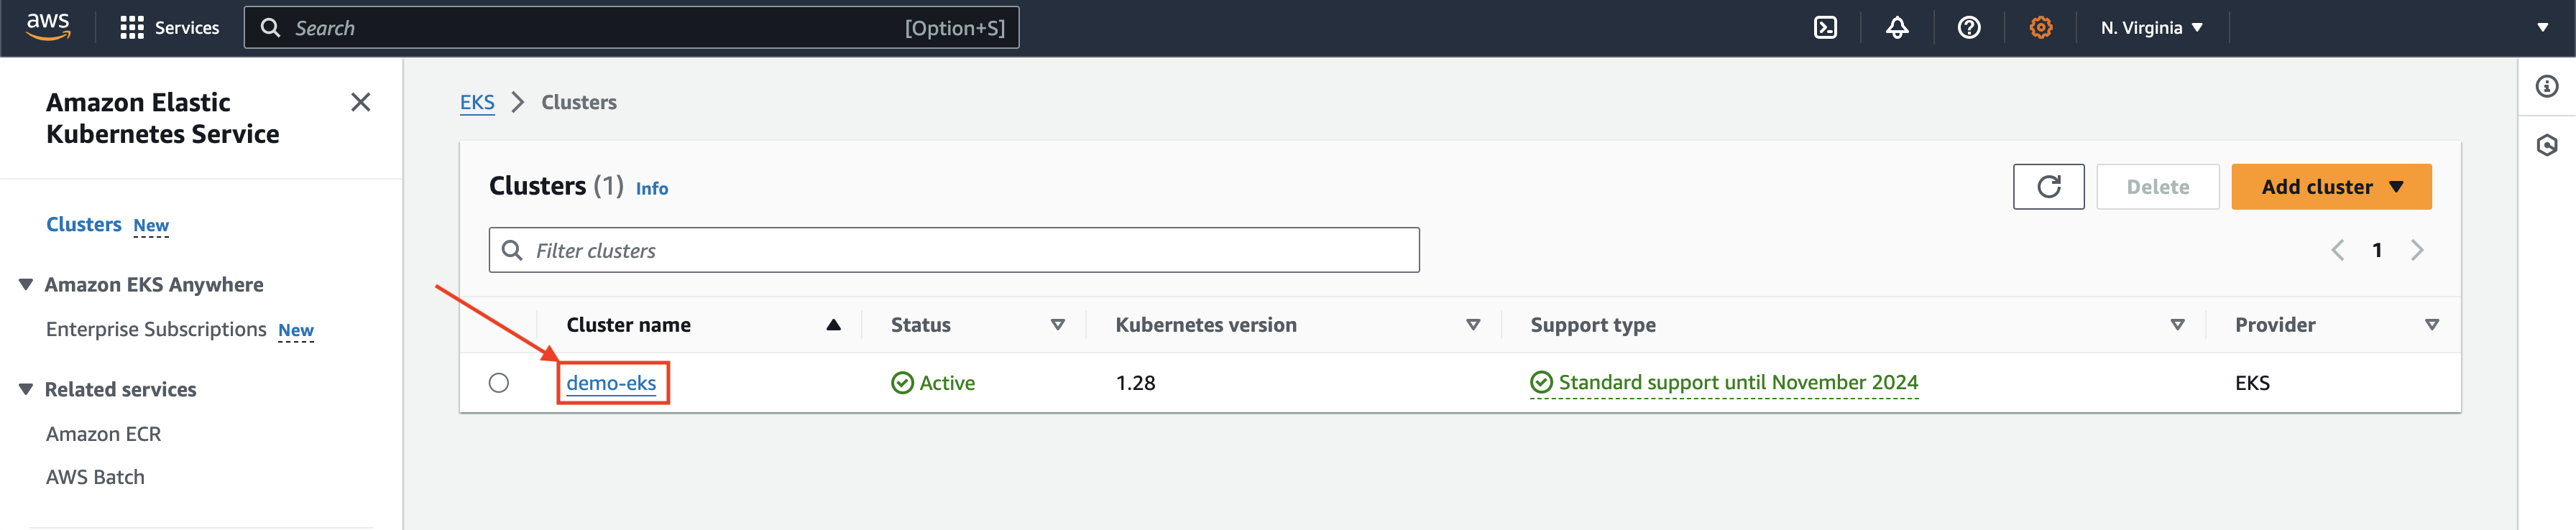 aws
Services
Search
[Option+S]
N. Virginia
Amazon Elastic
Kubernetes Service
Clusters New
Amazon EKS Anywhere
Enterprise Subscriptions New
Related services
Amazon ECR
AWS Batch
EKS Clusters
Clusters (1) Info
Delete
Add cluster
Filter clusters
1
Cluster name Status Kubernetes version Support type Provider
demo-eks Active 1.28 Standard support until November 2024 EKS